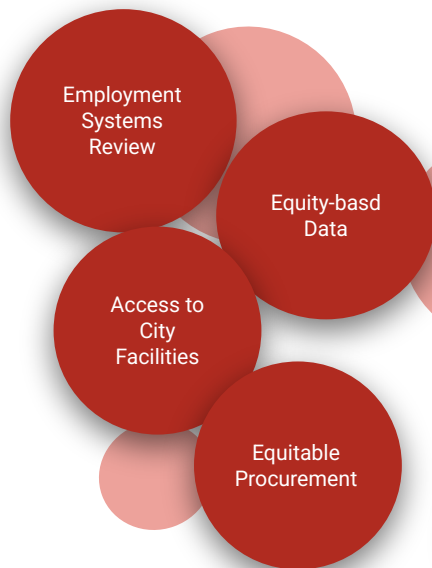 Employment
Systems
Review
Equity-basd
Data
Access to
City
Facilities
Equitable
Procurement